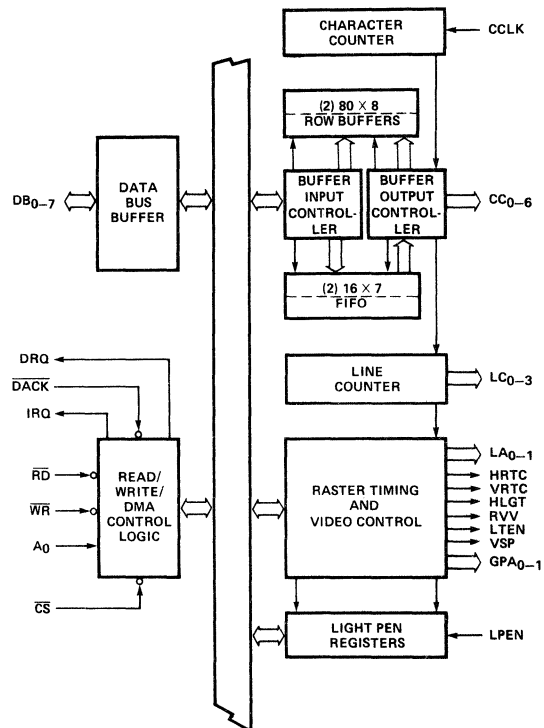 CHARACTER
COUNTER
CCLK
(2) 80 × 8
ROW BUFFERS
DB0–7
DATA
BUS
BUFFER
BUFFER
INPUT
CONTROL-
LER
BUFFER
OUTPUT
CONTROL-
LER
CC0–6
(2) 16 × 7
FIFO
DRQ
DACK
IRQ
LINE
COUNTER
LC0–3
RD
WR
A0
CS
READ/
WRITE/
DMA
CONTROL
LOGIC
RASTER TIMING
AND
VIDEO CONTROL
LA0–1
HRTC
VRTC
HLGT
RVV
LTEN
VSP
GPA0–1
LIGHT PEN
REGISTERS
LPEN